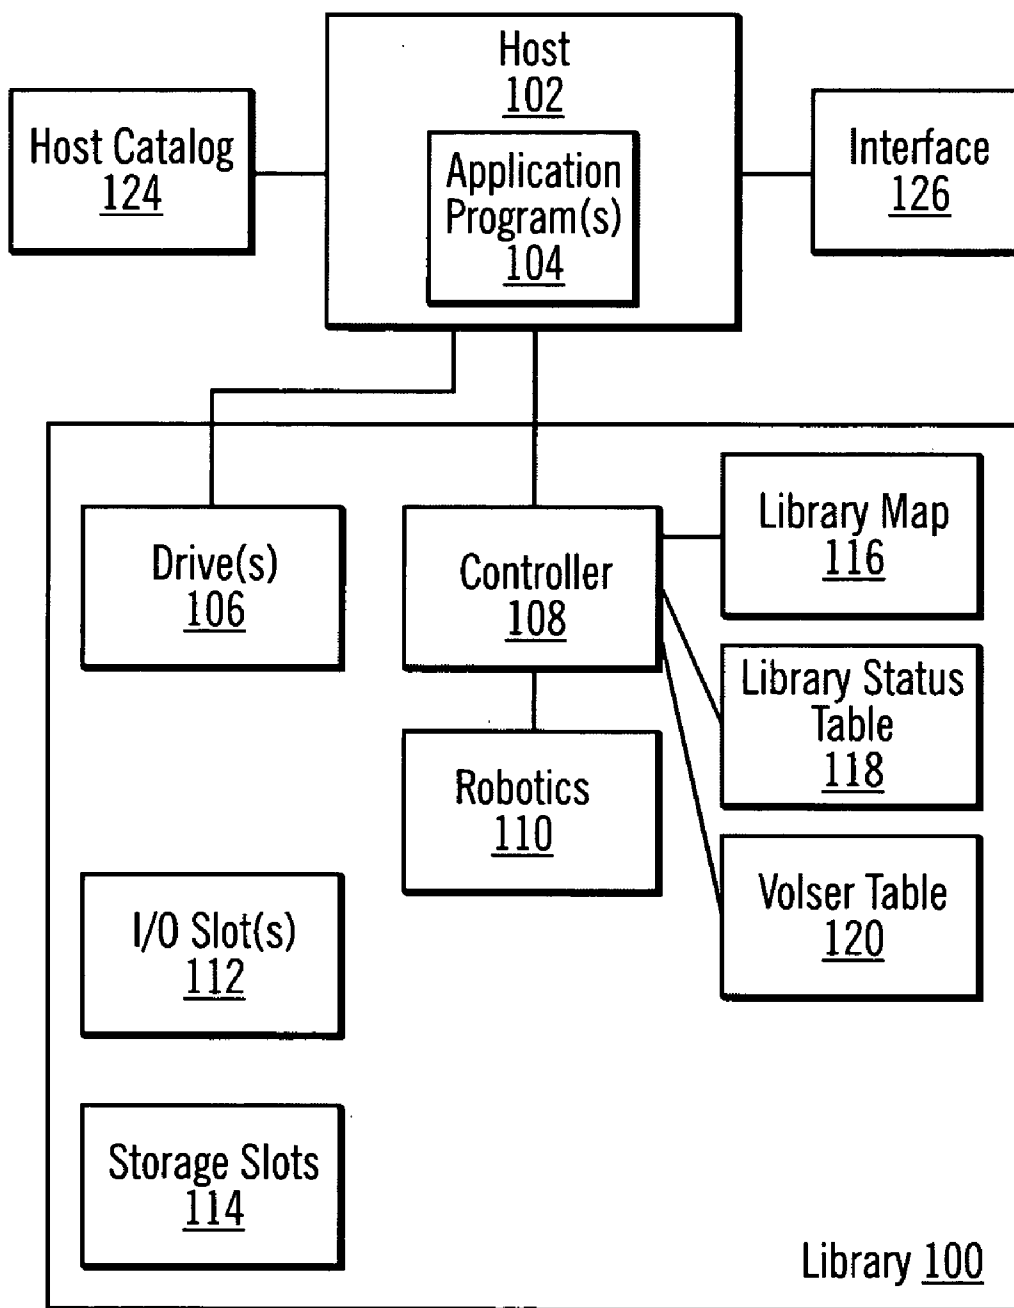 Host
102
Host Catalog
124
Application
Program(s)
104
Interface
126
Drive(s)
106
Controller
108
Library Map
116
Library Status
Table
118
Robotics
110
Volser Table
120
I/O Slot(s)
112
Storage Slots
114
Library 100